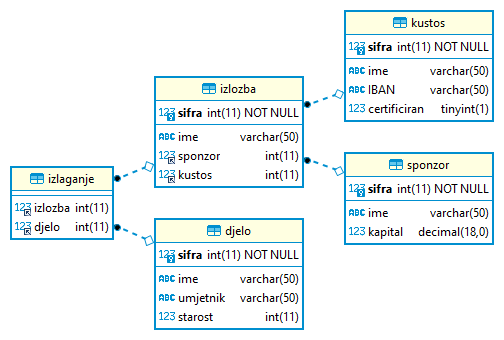 kustos
123 sifra int(11) NOT NULL
ABC ime varchar(50)
ABC IBAN varchar(50)
123 certificiran tinyint(1)
izlozba
123 sifra int(11) NOT NULL
ABC ime varchar(50)
123 sponzor int(11)
123 kustos int(11)
sponzor
123 sifra int(11) NOT NULL
ABC ime varchar(50)
123 kapital decimal(18,0)
izlaganje
123 izlozba int(11)
123 djelo int(11)
djelo
123 sifra int(11) NOT NULL
ABC ime varchar(50)
ABC umjetnik varchar(50)
123 starost int(11)